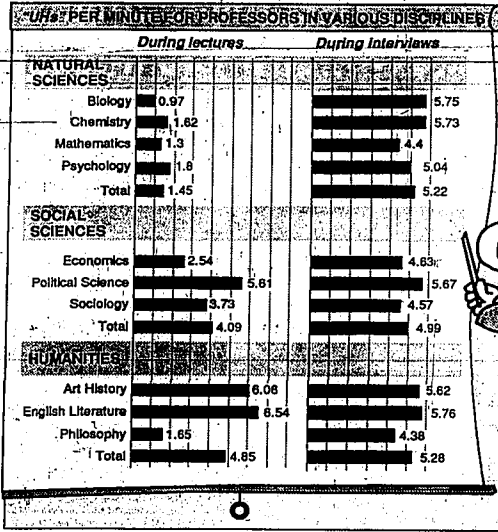 "UHs" PER MINUTE FOR PROFESSORS IN VARIOUS DISCIPLINES
During lectures During interviews
NATURAL
SCIENCES
Biology 0.97 5.75
Chemistry 1.62 5.73
Mathematics 1.3 4.4
Psychology 1.8 5.04
Total 1.45 5.22
SOCIAL
SCIENCES
Economics 2.54 4.63
Political Science 5.61 5.67
Sociology 3.73 4.57
Total 4.09 4.99
HUMANITIES
Art History 6.06 5.62
English Literature 6.54 5.76
Philosophy 1.65 4.38
Total 4.85 5.28